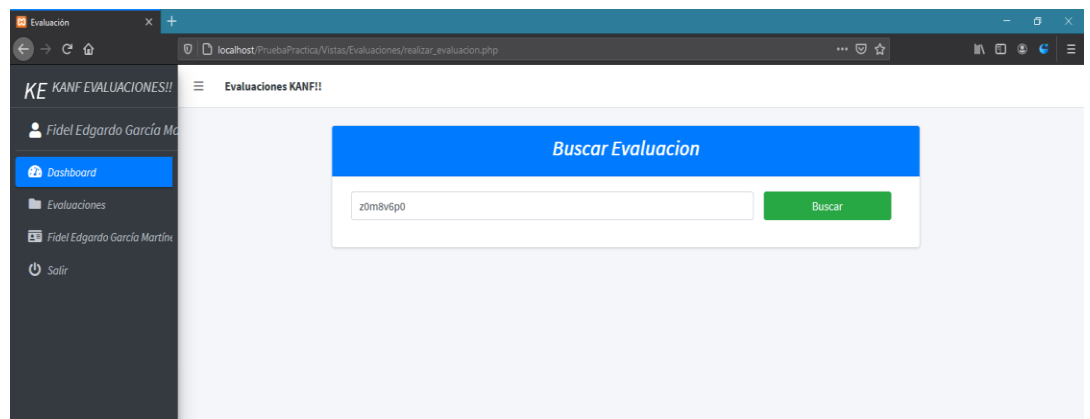 Evaluación
localhost/PruebaPractica/Vistas/Evaluaciones/realizar_evaluacion.php
KE KANF EVALUACIONES!!
Evaluaciones KANF!!
Fidel Edgardo García Ma
Dashboard
Evaluaciones
Fidel Edgardo García Martíne
Salir
Buscar Evaluacion
z0m8v6p0
Buscar